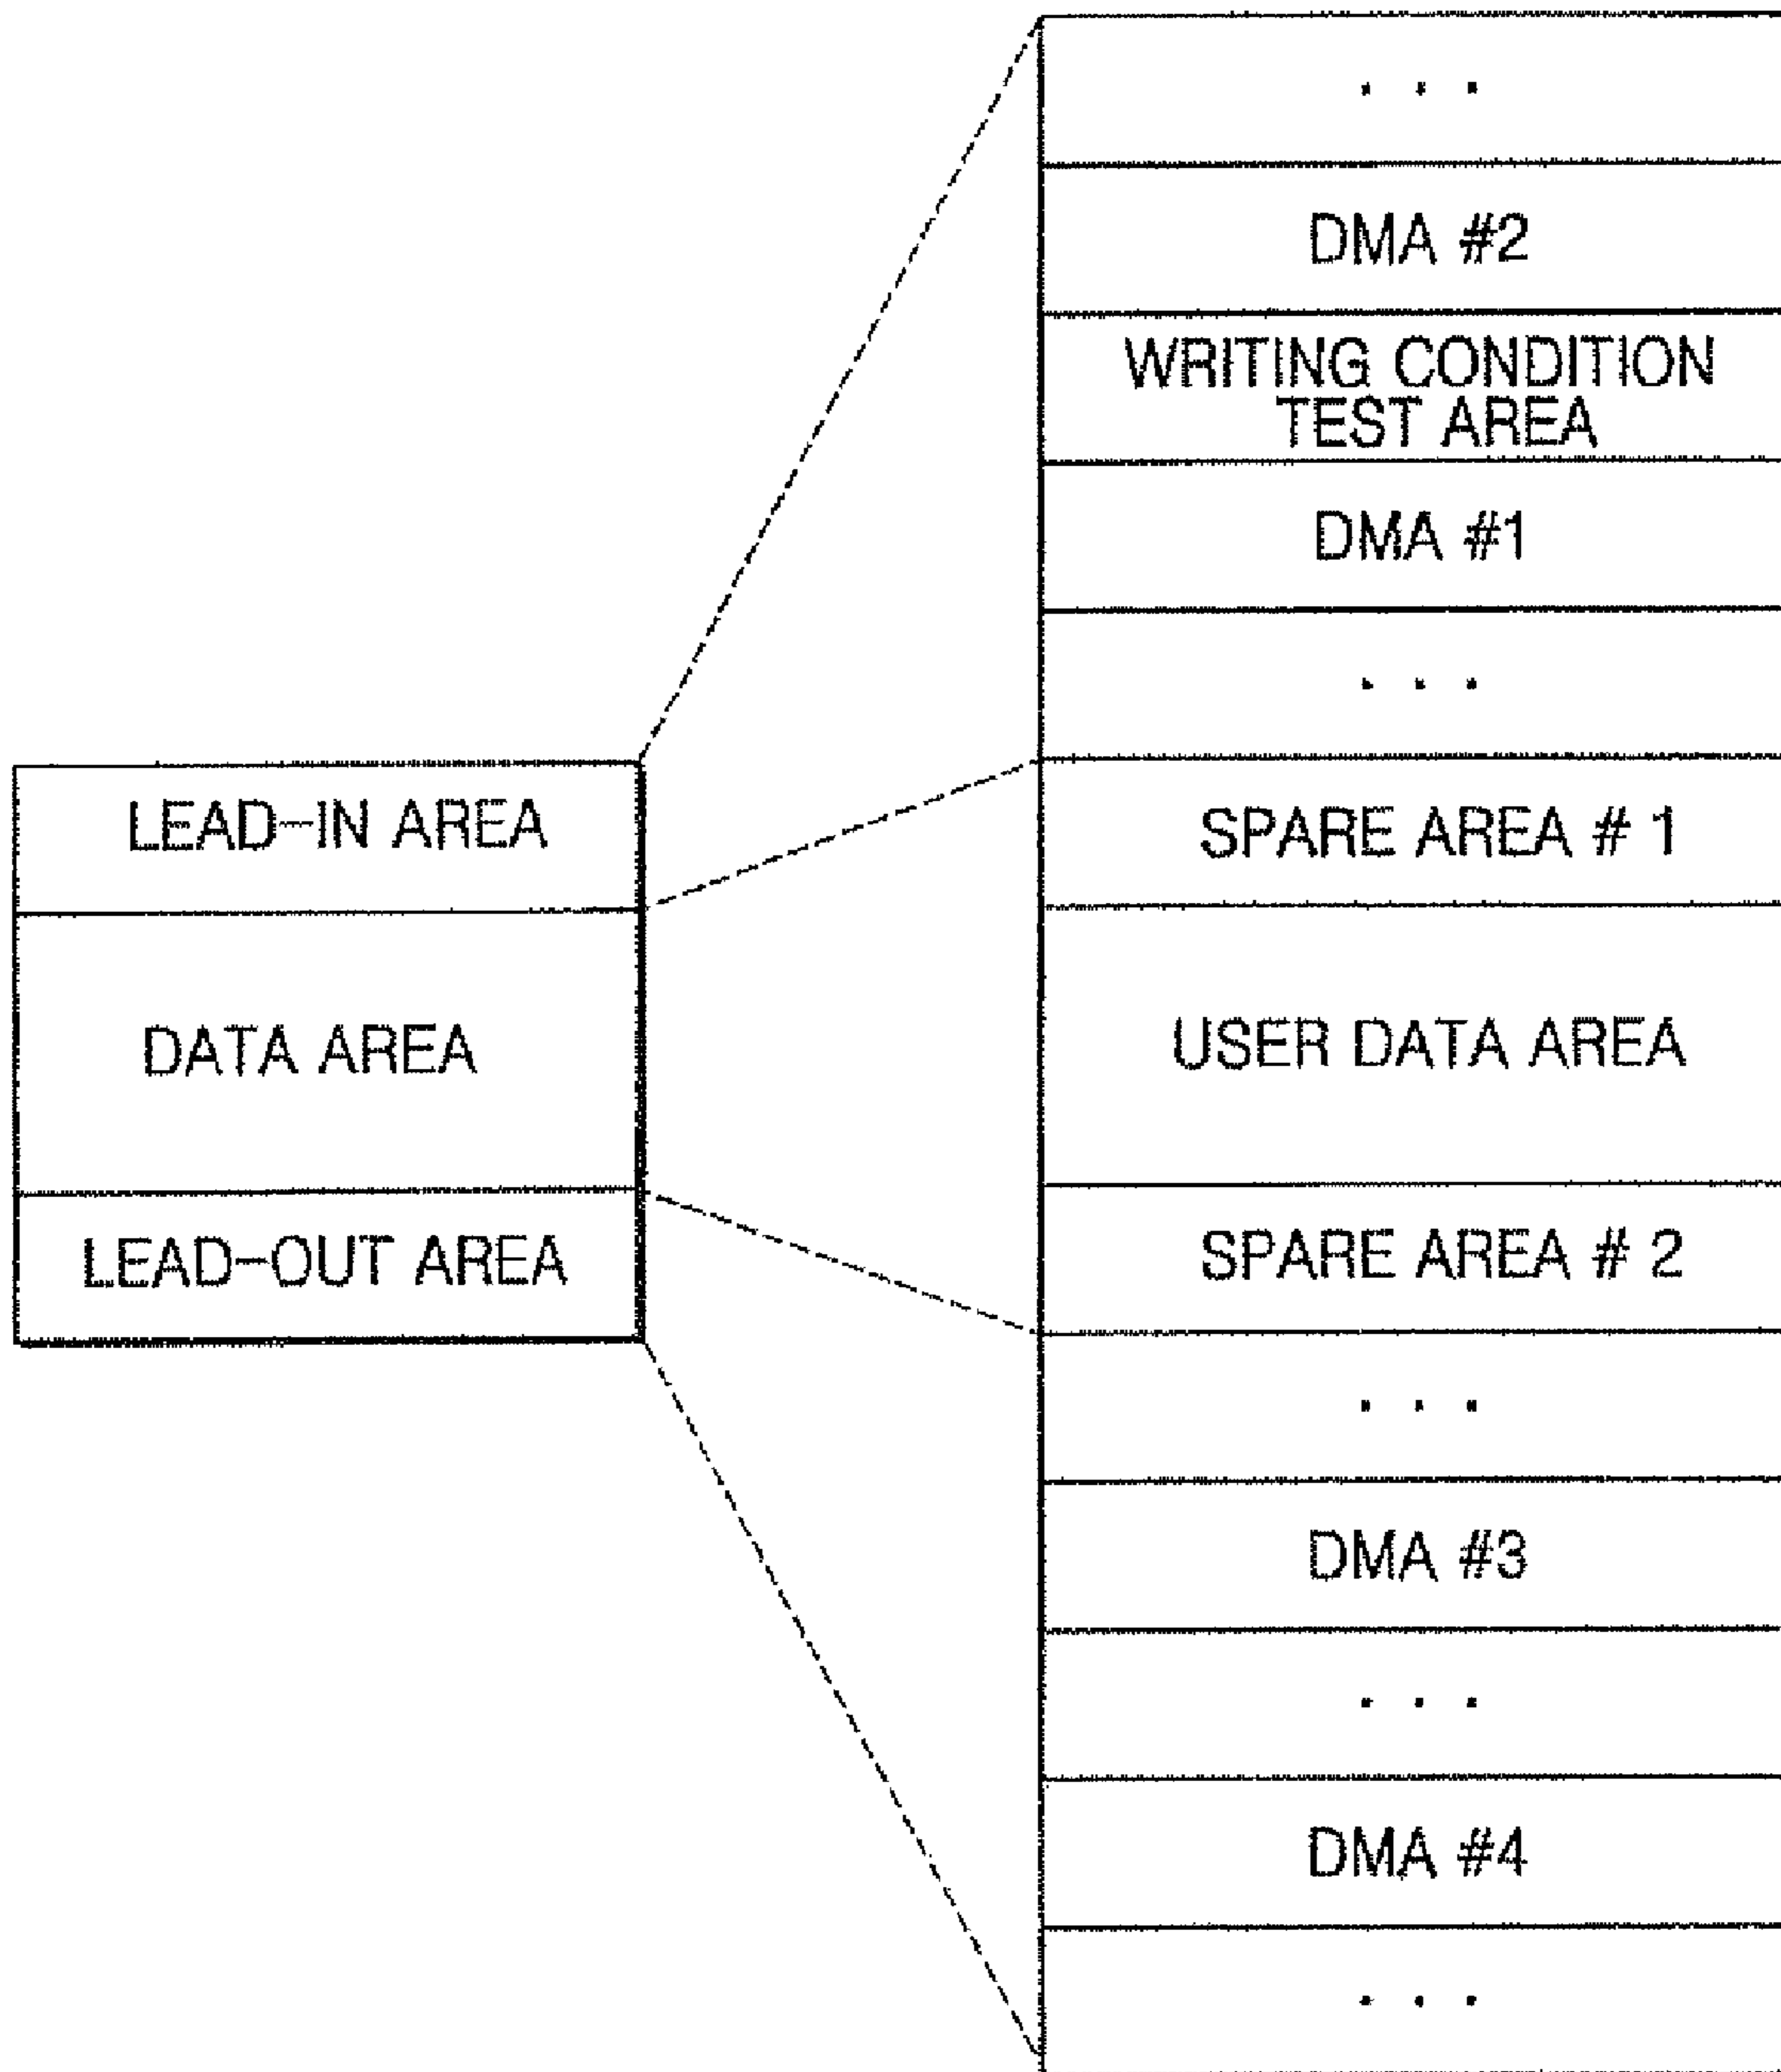 LEAD-IN AREA
DATA AREA
LEAD-OUT AREA
. . .
DMA #2
WRITING CONDITION
TEST AREA
DMA #1
. . .
SPARE AREA # 1
USER DATA AREA
SPARE AREA # 2
. . .
DMA #3
. . .
DMA #4
. . .